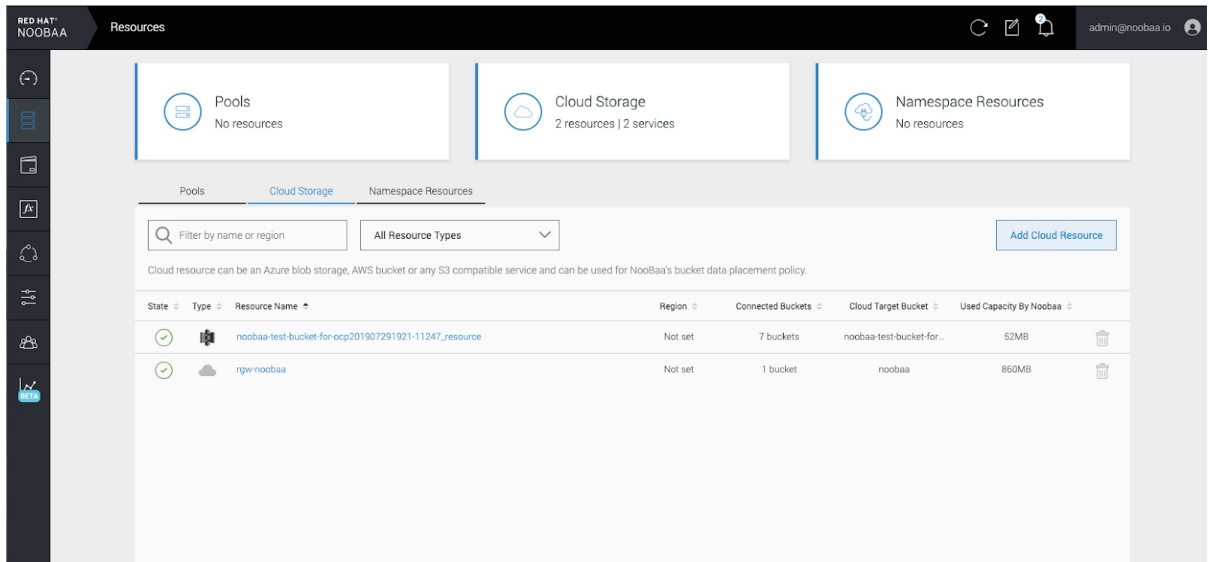 RED HAT®
NOOBAA
Resources
2
admin@noobaa.io
Pools
No resources
Cloud Storage
2 resources | 2 services
Namespace Resources
No resources
Pools Cloud Storage Namespace Resources
Filter by name or region All Resource Types Add Cloud Resource
Cloud resource can be an Azure blob storage, AWS bucket or any S3 compatible service and can be used for NooBaa's bucket data placement policy.
State Type Resource Name Region Connected Buckets Cloud Target Bucket Used Capacity By Noobaa
noobaa-test-bucket-for-ocp201907291921-11247_resource Not set 7 buckets noobaa-test-bucket-for... 52MB
rgw-noobaa Not set 1 bucket noobaa 860MB
fx
BETA